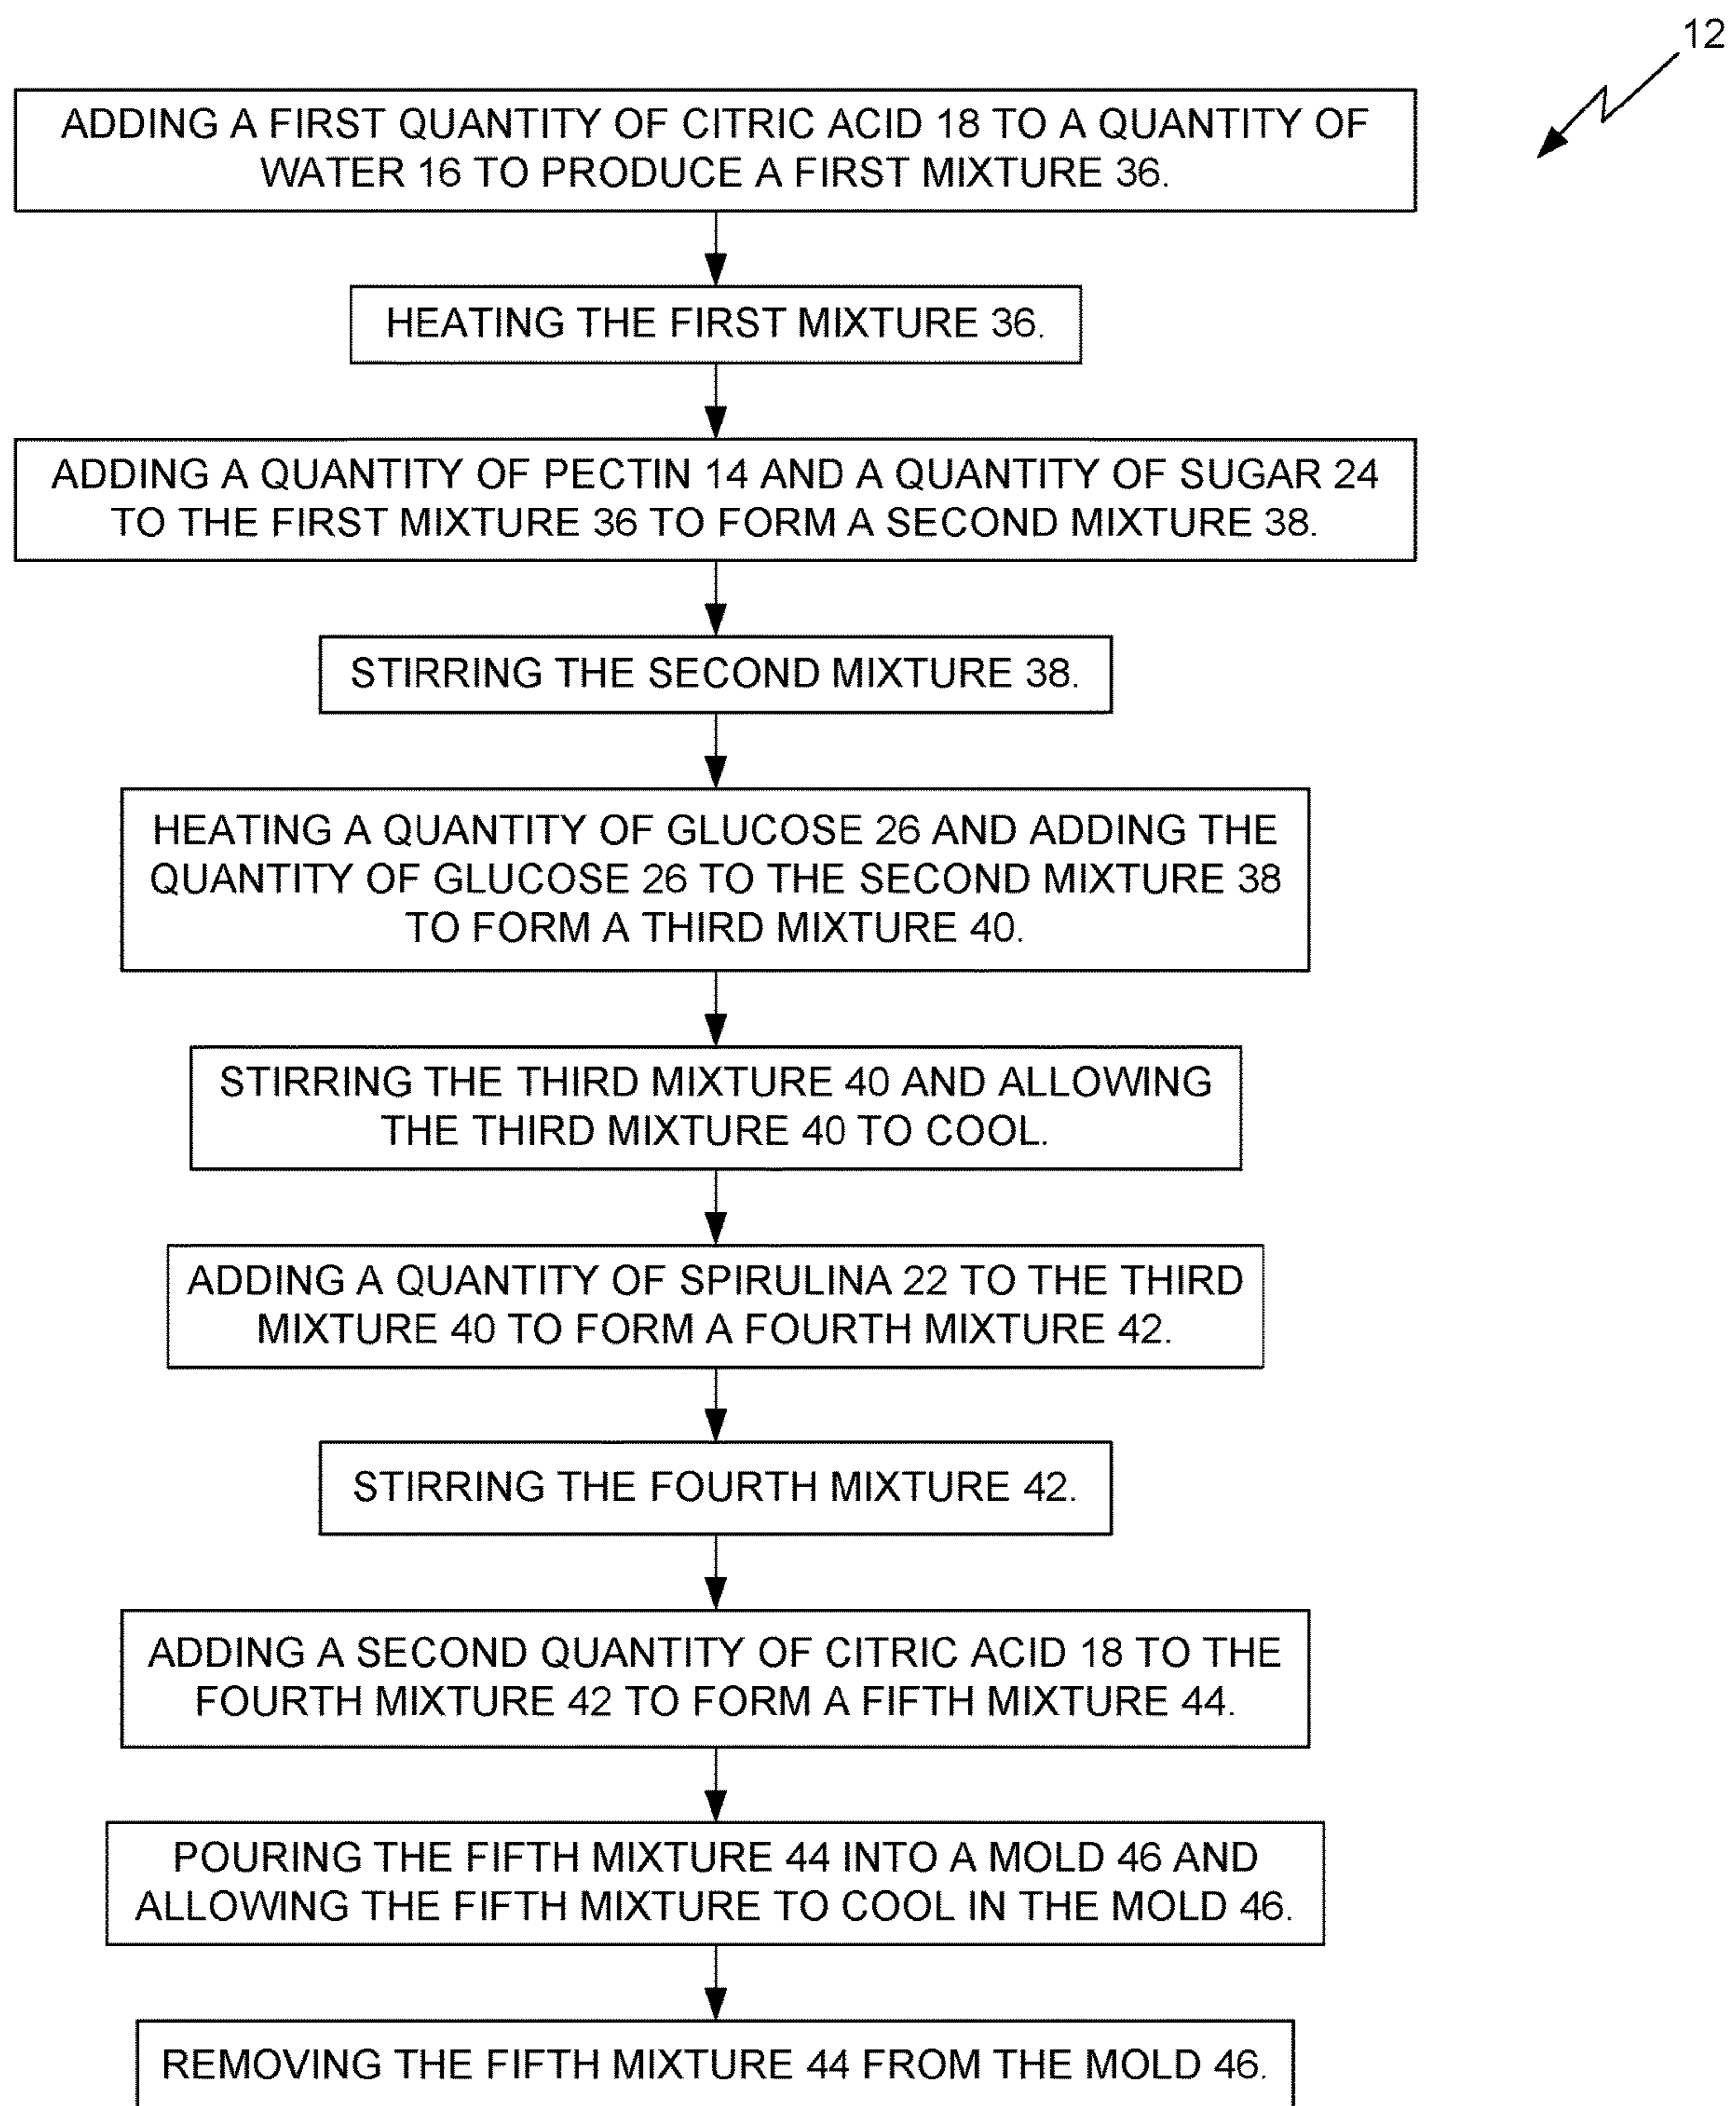 12
ADDING A FIRST QUANTITY OF CITRIC ACID 18 TO A QUANTITY OF
WATER 16 TO PRODUCE A FIRST MIXTURE 36.
HEATING THE FIRST MIXTURE 36.
ADDING A QUANTITY OF PECTIN 14 AND A QUANTITY OF SUGAR 24
TO THE FIRST MIXTURE 36 TO FORM A SECOND MIXTURE 38.
STIRRING THE SECOND MIXTURE 38.
HEATING A QUANTITY OF GLUCOSE 26 AND ADDING THE
QUANTITY OF GLUCOSE 26 TO THE SECOND MIXTURE 38
TO FORM A THIRD MIXTURE 40.
STIRRING THE THIRD MIXTURE 40 AND ALLOWING
THE THIRD MIXTURE 40 TO COOL.
ADDING A QUANTITY OF SPIRULINA 22 TO THE THIRD
MIXTURE 40 TO FORM A FOURTH MIXTURE 42.
STIRRING THE FOURTH MIXTURE 42.
ADDING A SECOND QUANTITY OF CITRIC ACID 18 TO THE
FOURTH MIXTURE 42 TO FORM A FIFTH MIXTURE 44.
POURING THE FIFTH MIXTURE 44 INTO A MOLD 46 AND
ALLOWING THE FIFTH MIXTURE TO COOL IN THE MOLD 46.
REMOVING THE FIFTH MIXTURE 44 FROM THE MOLD 46.